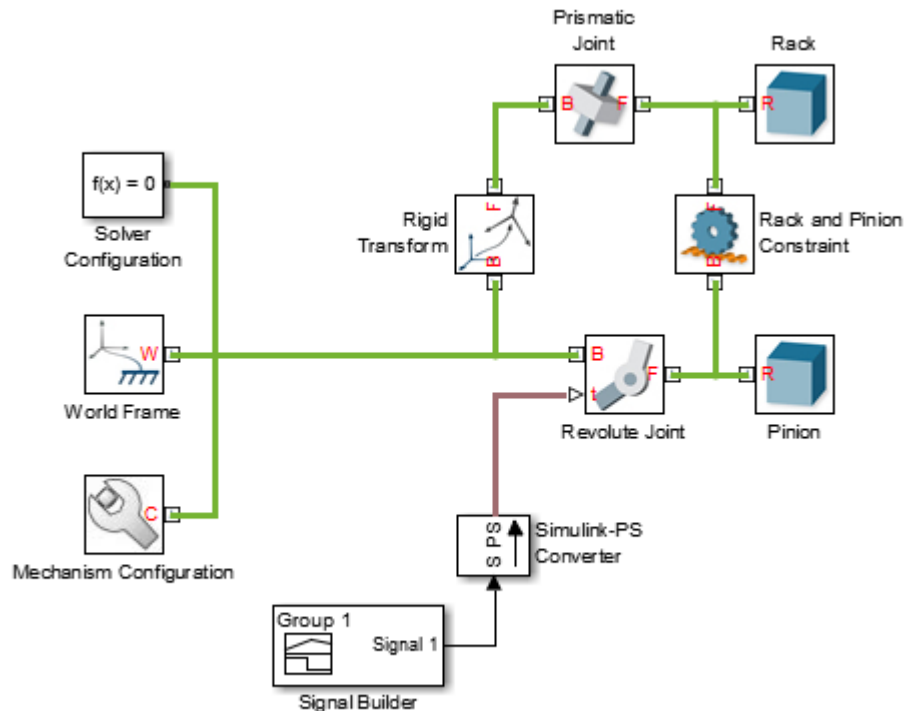 Prismatic
Joint
Rack
B
F
R
f(x) = 0
Solver
Configuration
Rigid
Transform
F
B
F
B
Rack and Pinion
Constraint
W
World Frame
B
F
t
R
Revolute Joint
Pinion
C
Mechanism Configuration
S PS
Simulink-PS
Converter
Group 1
Signal 1
Signal Builder